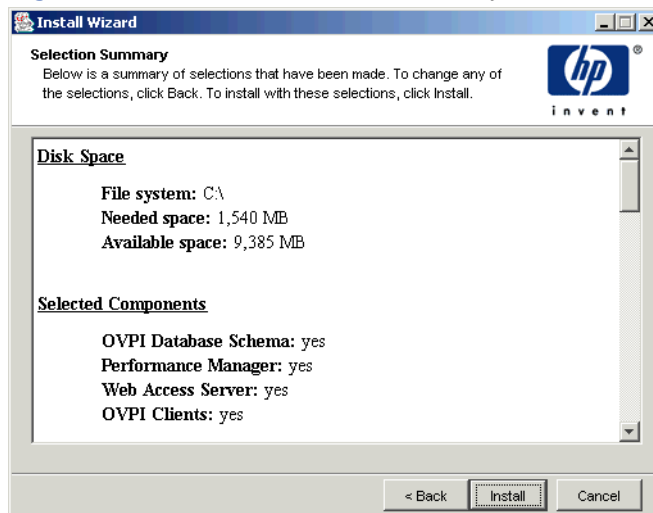 Install Wizard
Selection Summary
Below is a summary of selections that have been made. To change any of
the selections, click Back. To install with these selections, click Install.
hp ®
invent
Disk Space
File system: C:\
Needed space: 1,540 MB
Available space: 9,385 MB
Selected Components
OVPI Database Schema: yes
Performance Manager: yes
Web Access Server: yes
OVPI Clients: yes
< Back Install Cancel